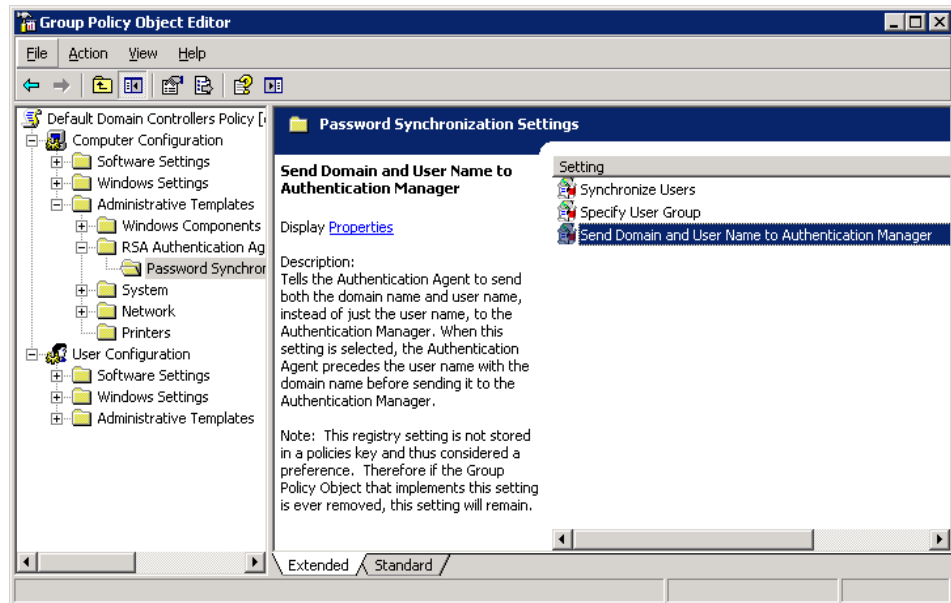 Group Policy Object Editor
File Action View Help
Default Domain Controllers Policy [
Computer Configuration
Software Settings
Windows Settings
Administrative Templates
Windows Components
RSA Authentication Ag
Password Synchror
System
Network
Printers
User Configuration
Software Settings
Windows Settings
Administrative Templates
Password Synchronization Settings
Send Domain and User Name to
Authentication Manager
Display Properties
Description:
Tells the Authentication Agent to send
both the domain name and user name,
instead of just the user name, to the
Authentication Manager. When this
setting is selected, the Authentication
Agent precedes the user name with the
domain name before sending it to the
Authentication Manager.
Note: This registry setting is not stored
in a policies key and thus considered a
preference. Therefore if the Group
Policy Object that implements this setting
is ever removed, this setting will remain.
Setting
Synchronize Users
Specify User Group
Send Domain and User Name to Authentication Manager
Extended Standard